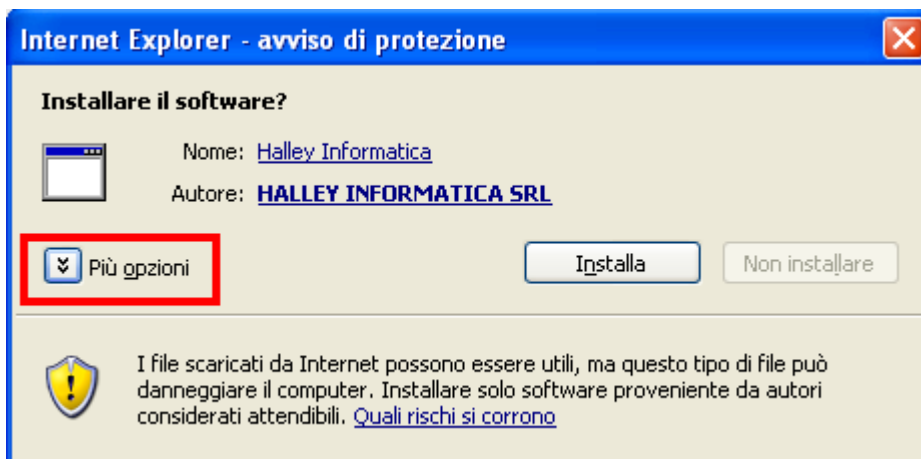 Internet Explorer - avviso di protezione
Installare il software?
Nome: Halley Informatica
Autore: HALLEY INFORMATICA SRL
Più opzioni
Installa
Non installare
I file scaricati da Internet possono essere utili, ma questo tipo di file può
danneggiare il computer. Installare solo software proveniente da autori
considerati attendibili. Quali rischi si corrono